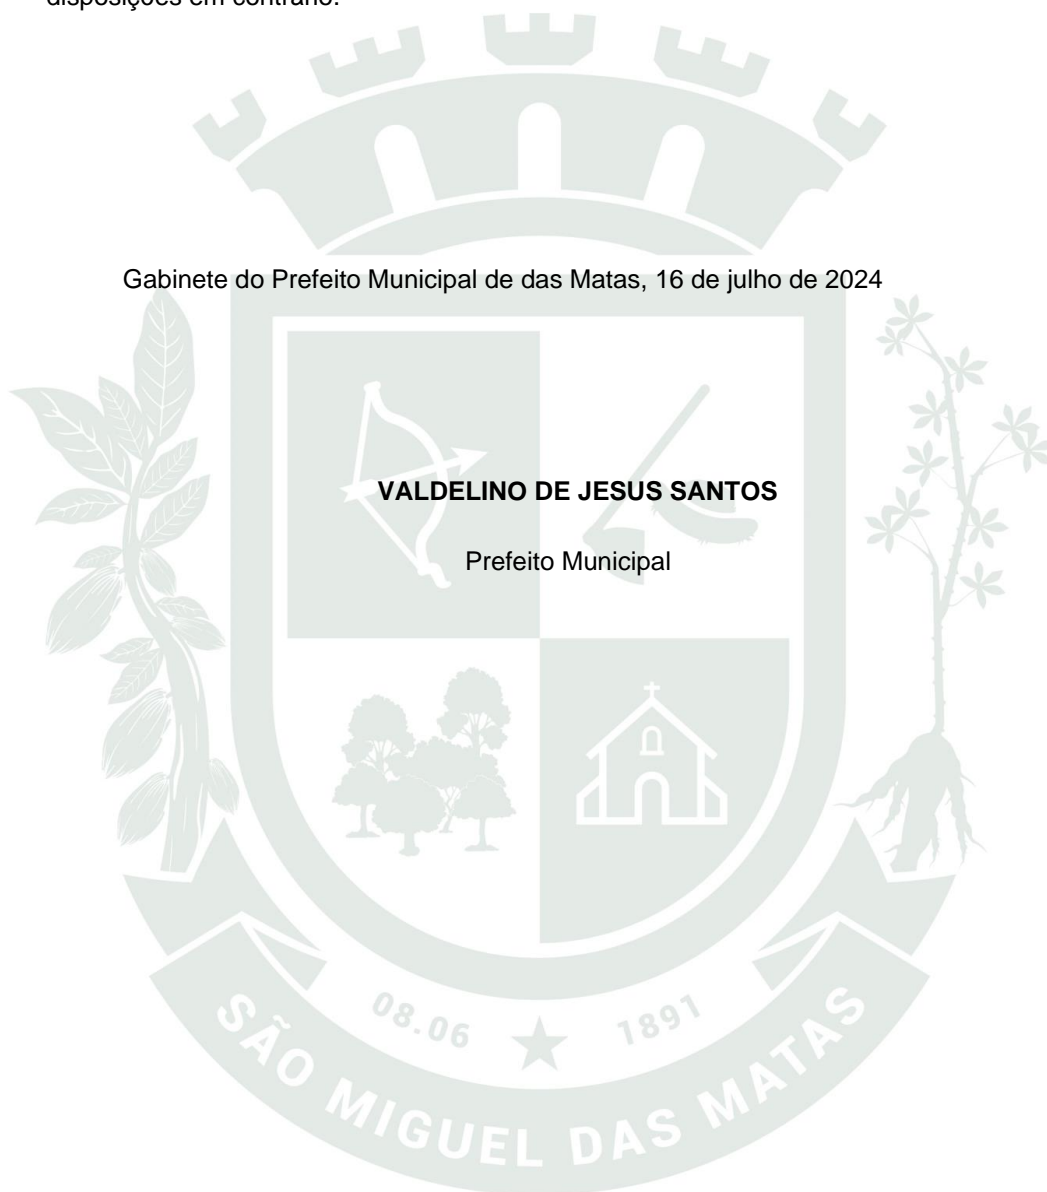 disposições em contrário.
Gabinete do Prefeito Municipal de das Matas, 16 de julho de 2024
VALDELINO DE JESUS SANTOS
Prefeito Municipal
08.06 1891
SÃO MIGUEL DAS MATAS